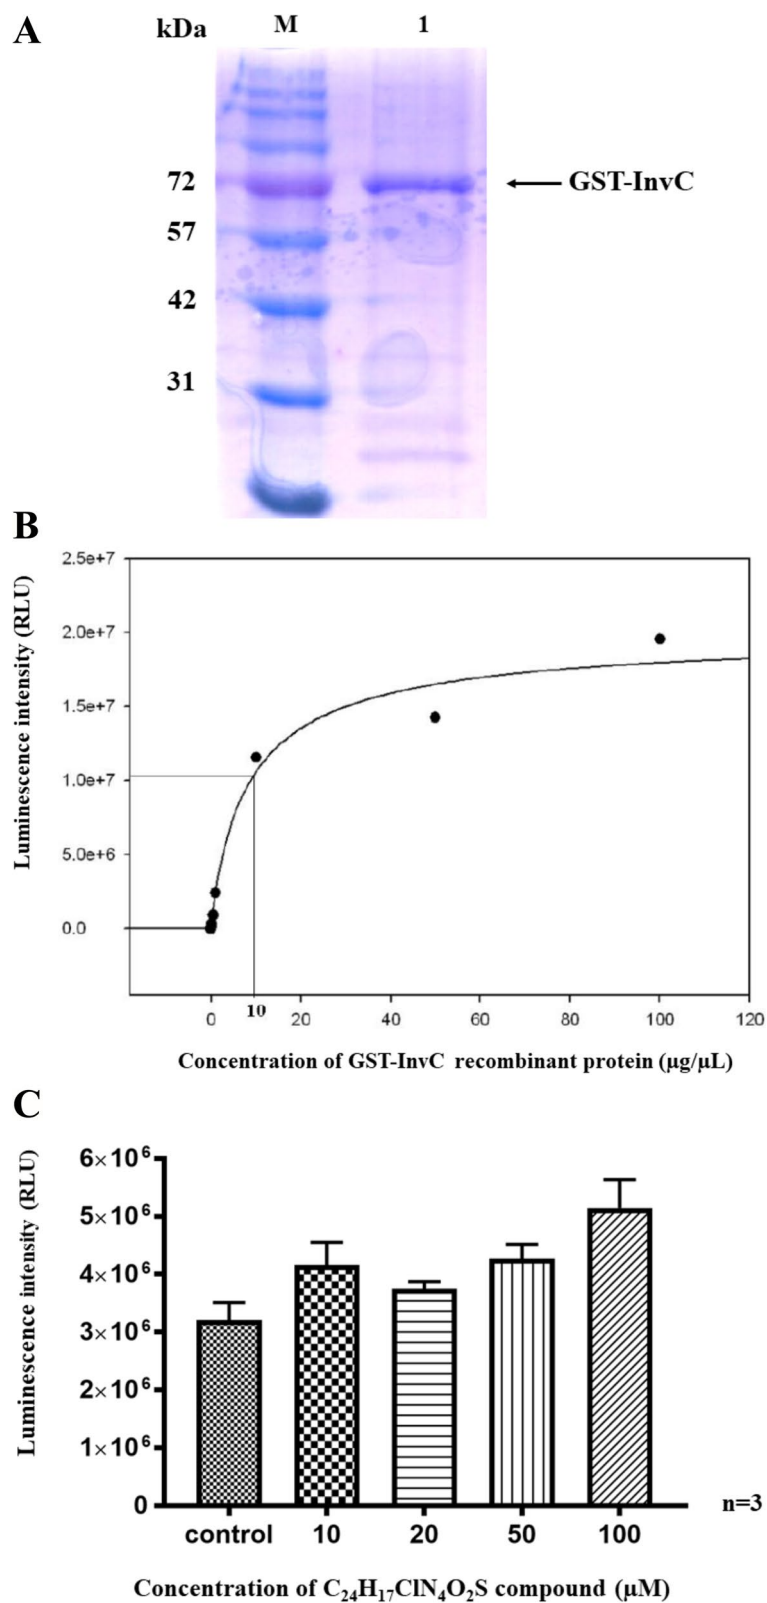 A
kDa M 1
72
GST-InvC
57
42
31
B
Luminescence intensity (RLU)
2.5e+7
2.0e+7
1.5e+7
1.0e+7
5.0e+6
0.0
0 10 20 40 60 80 100 120
Concentration of GST-InvC recombinant protein (µg/µL)
C
Luminescence intensity (RLU)
6×10⁶
5×10⁶
4×10⁶
3×10⁶
2×10⁶
1×10⁶
0
n=3
control 10 20 50 100
Concentration of C₂₄H₁₇ClN₄O₂S compound (µM)